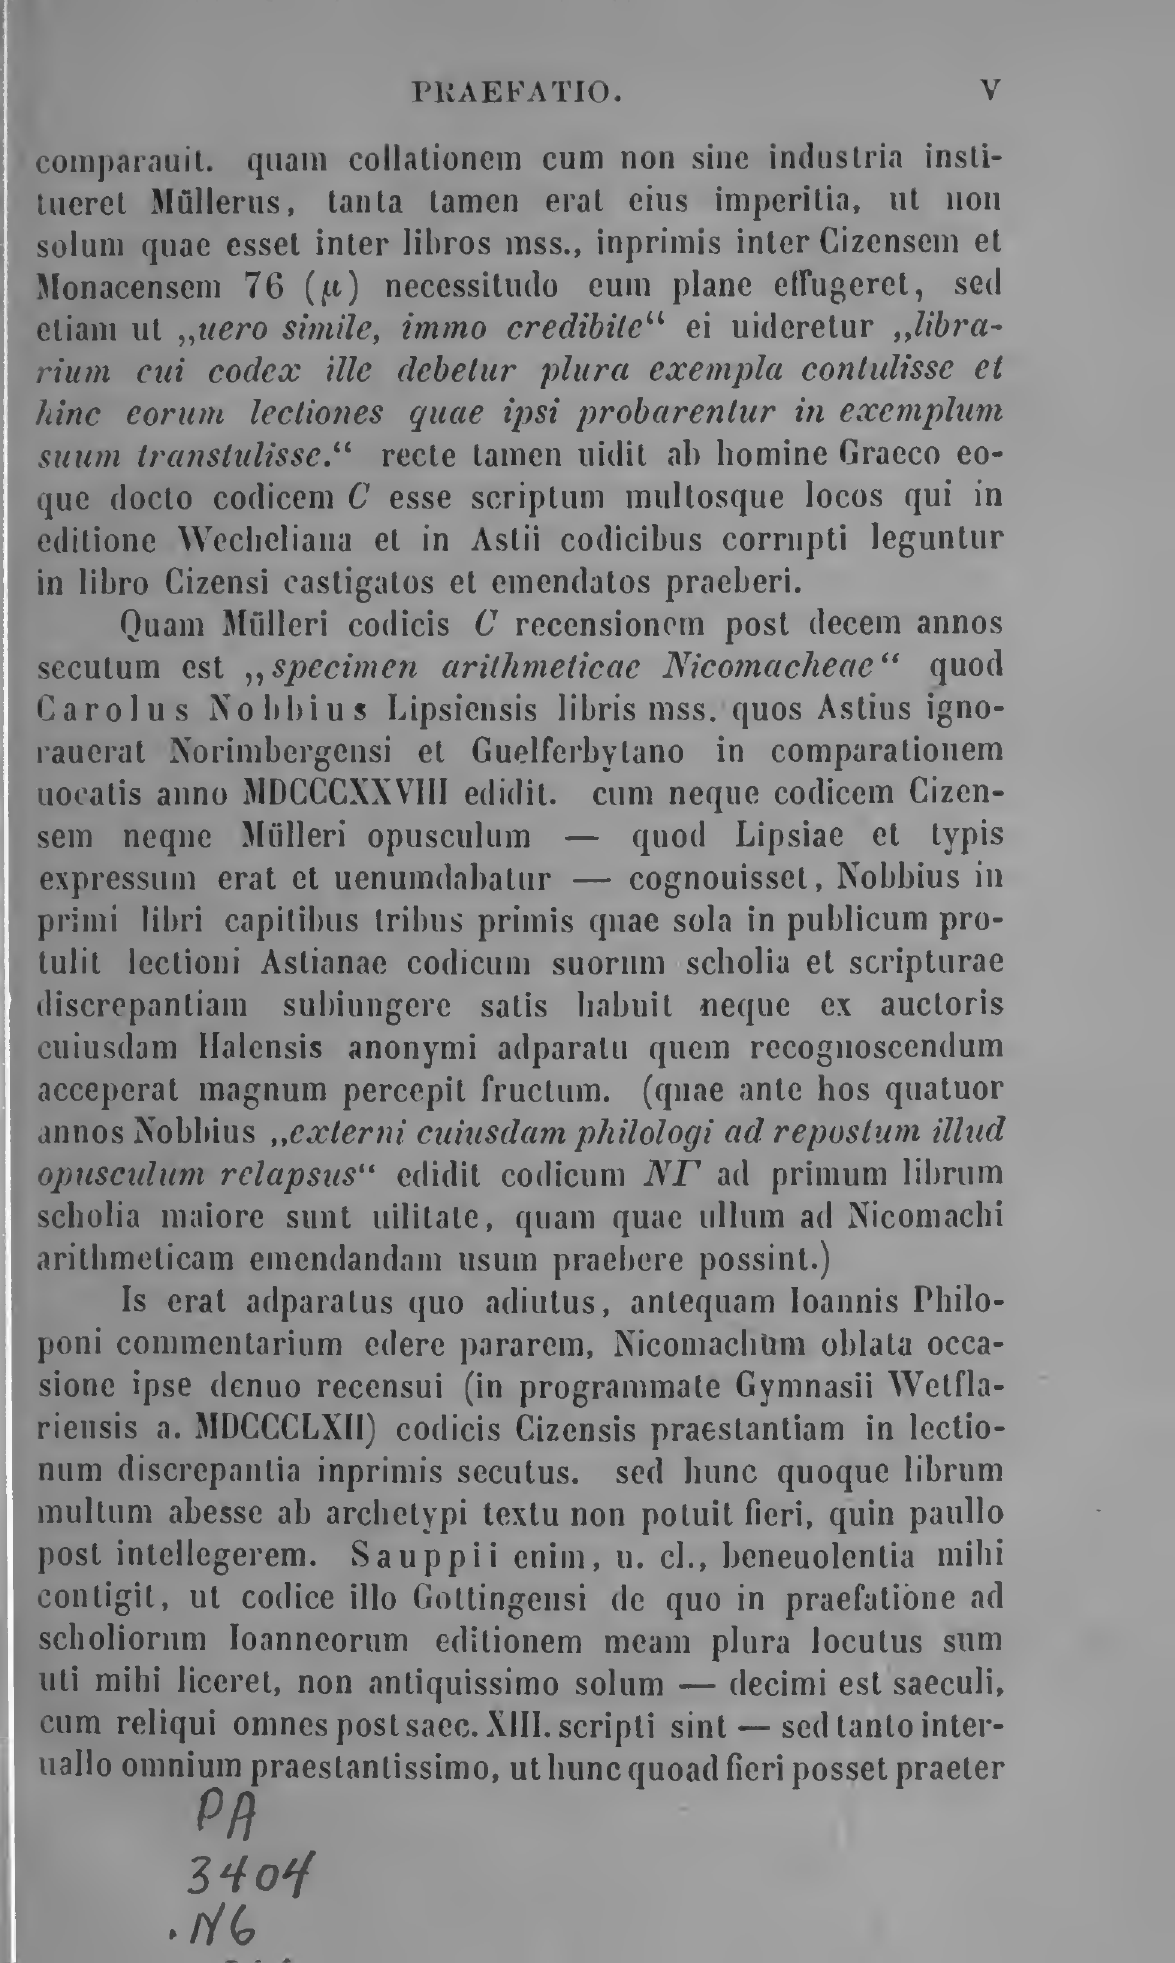 PRAEFATIO. V
comparauit. quam collationem cum non sine industria insti-
tueret Müllerus, tanta tamen erat eius imperitia, ut non
solum quae esset inter libros mss., inprimis inter Cizensem et
Monacensem 76 (μ) necessitudo eum plane effugeret, sed
etiam ut „uero simile, immo credibile“ ei uideretur „libra-
rium cui codex ille debetur plura exempla contulisse et
hinc eorum lectiones quae ipsi probarentur in exemplum
suum transtulisse.“ recte tamen uidit ab homine Graeco eo-
que docto codicem C esse scriptum multosque locos qui in
editione Wecheliana et in Astii codicibus corrupti leguntur
in libro Cizensi castigatos et emendatos praeberi.
Quam Mülleri codicis C recensionem post decem annos
secutum est „specimen arithmeticae Nicomacheae“ quod
Carolus Nobbius Lipsiensis libris mss. quos Astius igno-
rauerat Norimbergensi et Guelferbytano in comparationem
uocatis anno MDCCCXXVIII edidit. cum neque codicem Cizen-
sem neque Mülleri opusculum — quod Lipsiae et typis
expressum erat et uenumdabatur — cognouisset, Nobbius in
primi libri capitibus tribus primis quae sola in publicum pro-
tulit lectioni Astianae codicum suorum scholia et scripturae
discrepantiam subiungere satis habuit neque ex auctoris
cuiusdam Halensis anonymi adparatu quem recognoscendum
acceperat magnum percepit fructum. (quae ante hos quatuor
annos Nobbius „externi cuiusdam philologi ad repostum illud
opusculum relapsus“ edidit codicum NΓ ad primum librum
scholia maiore sunt uilitate, quam quae ullum ad Nicomachi
arithmeticam emendandam usum praebere possint.)
Is erat adparatus quo adiutus, antequam Ioannis Philo-
poni commentarium edere pararem, Nicomachum oblata occa-
sione ipse denuo recensui (in programmate Gymnasii Wetfla-
riensis a. MDCCCLXII) codicis Cizensis praestantiam in lectio-
num discrepantia inprimis secutus. sed hunc quoque librum
multum abesse ab archetypi textu non potuit fieri, quin paullo
post intellegerem. Sauppii enim, u. cl., beneuolentia mihi
contigit, ut codice illo Gottingensi de quo in praefatione ad
scholiorum Ioanneorum editionem meam plura locutus sum
uti mihi liceret, non antiquissimo solum — decimi est saeculi,
cum reliqui omnes post saec. XIII. scripti sint — sed tanto inter-
uallo omnium praestantissimo, ut hunc quoad fieri posset praeter
PA
3404
.N6